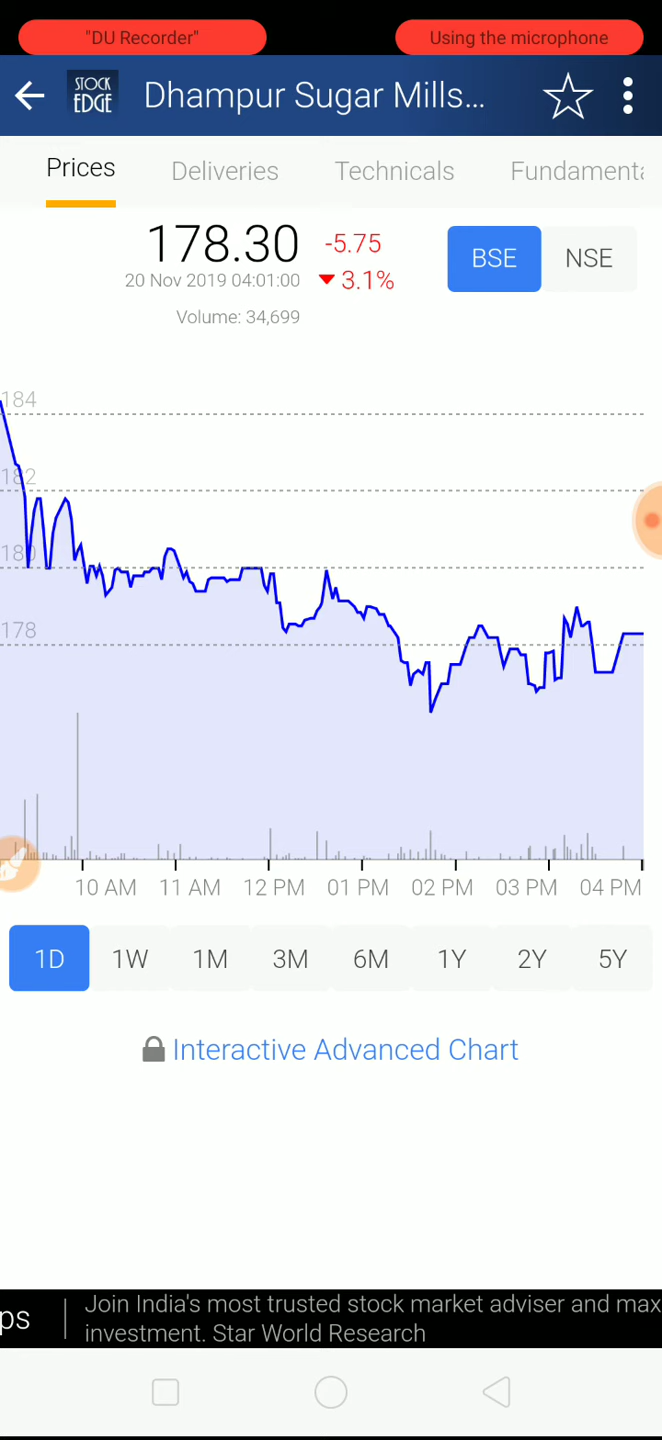 "DU Recorder"
Using the microphone
STOCK
EDGE
Dhampur Sugar Mills...
Prices
Deliveries
Technicals
Fundamenta
178.30
-5.75
20 Nov 2019 04:01:00
3.1%
Volume: 34,699
BSE
NSE
184
182
180
178
10 AM 11 AM 12 PM 01 PM 02 PM 03 PM 04 PM
1D 1W 1M 3M 6M 1Y 2Y 5Y
Interactive Advanced Chart
ps
Join India's most trusted stock market adviser and max
investment. Star World Research